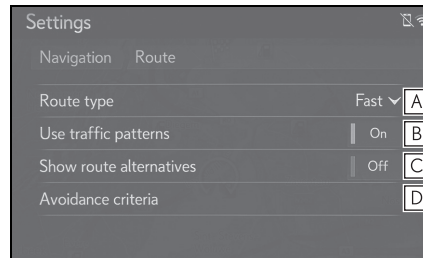 Settings
Navigation Route
Route type Fast A
Use traffic patterns On B
Show route alternatives Off C
Avoidance criteria D